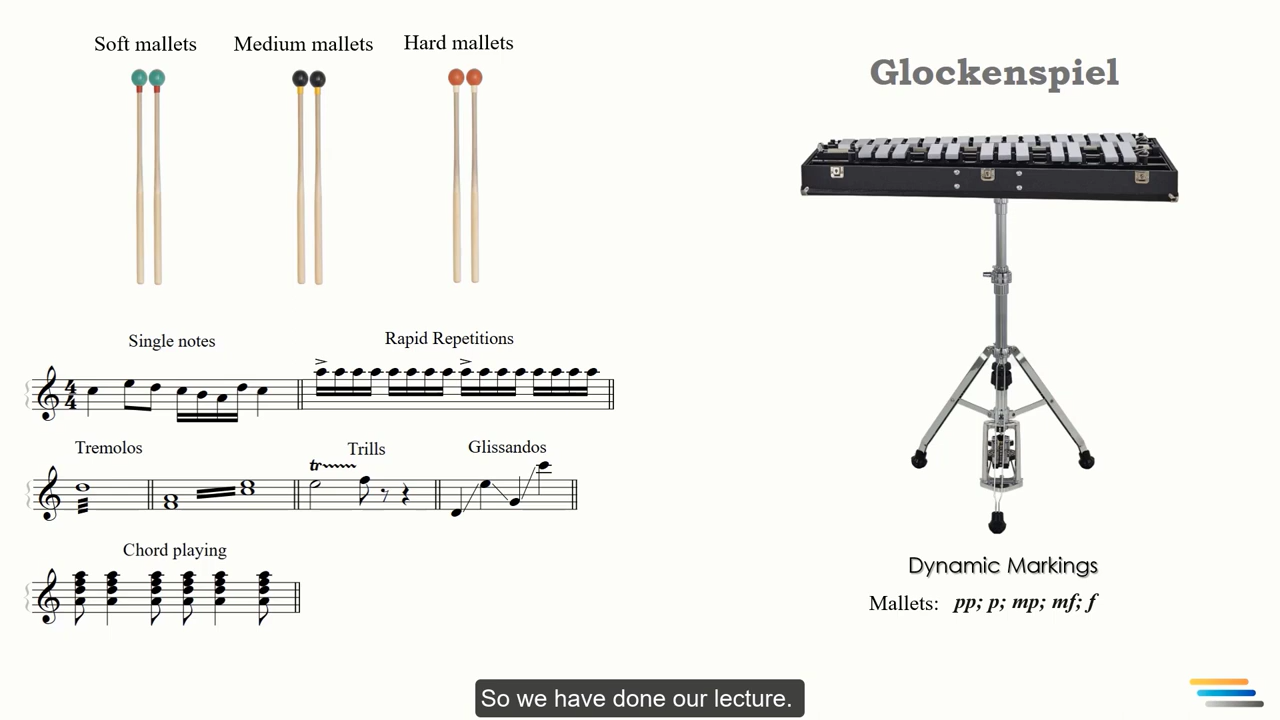 Soft mallets
Medium mallets
Hard mallets
Glockenspiel
Single notes
Rapid Repetitions
Tremolos
Trills
Glissandos
tr
Chord playing
Dynamic Markings
Mallets: pp; p; mp; mf; f
So we have done our lecture.